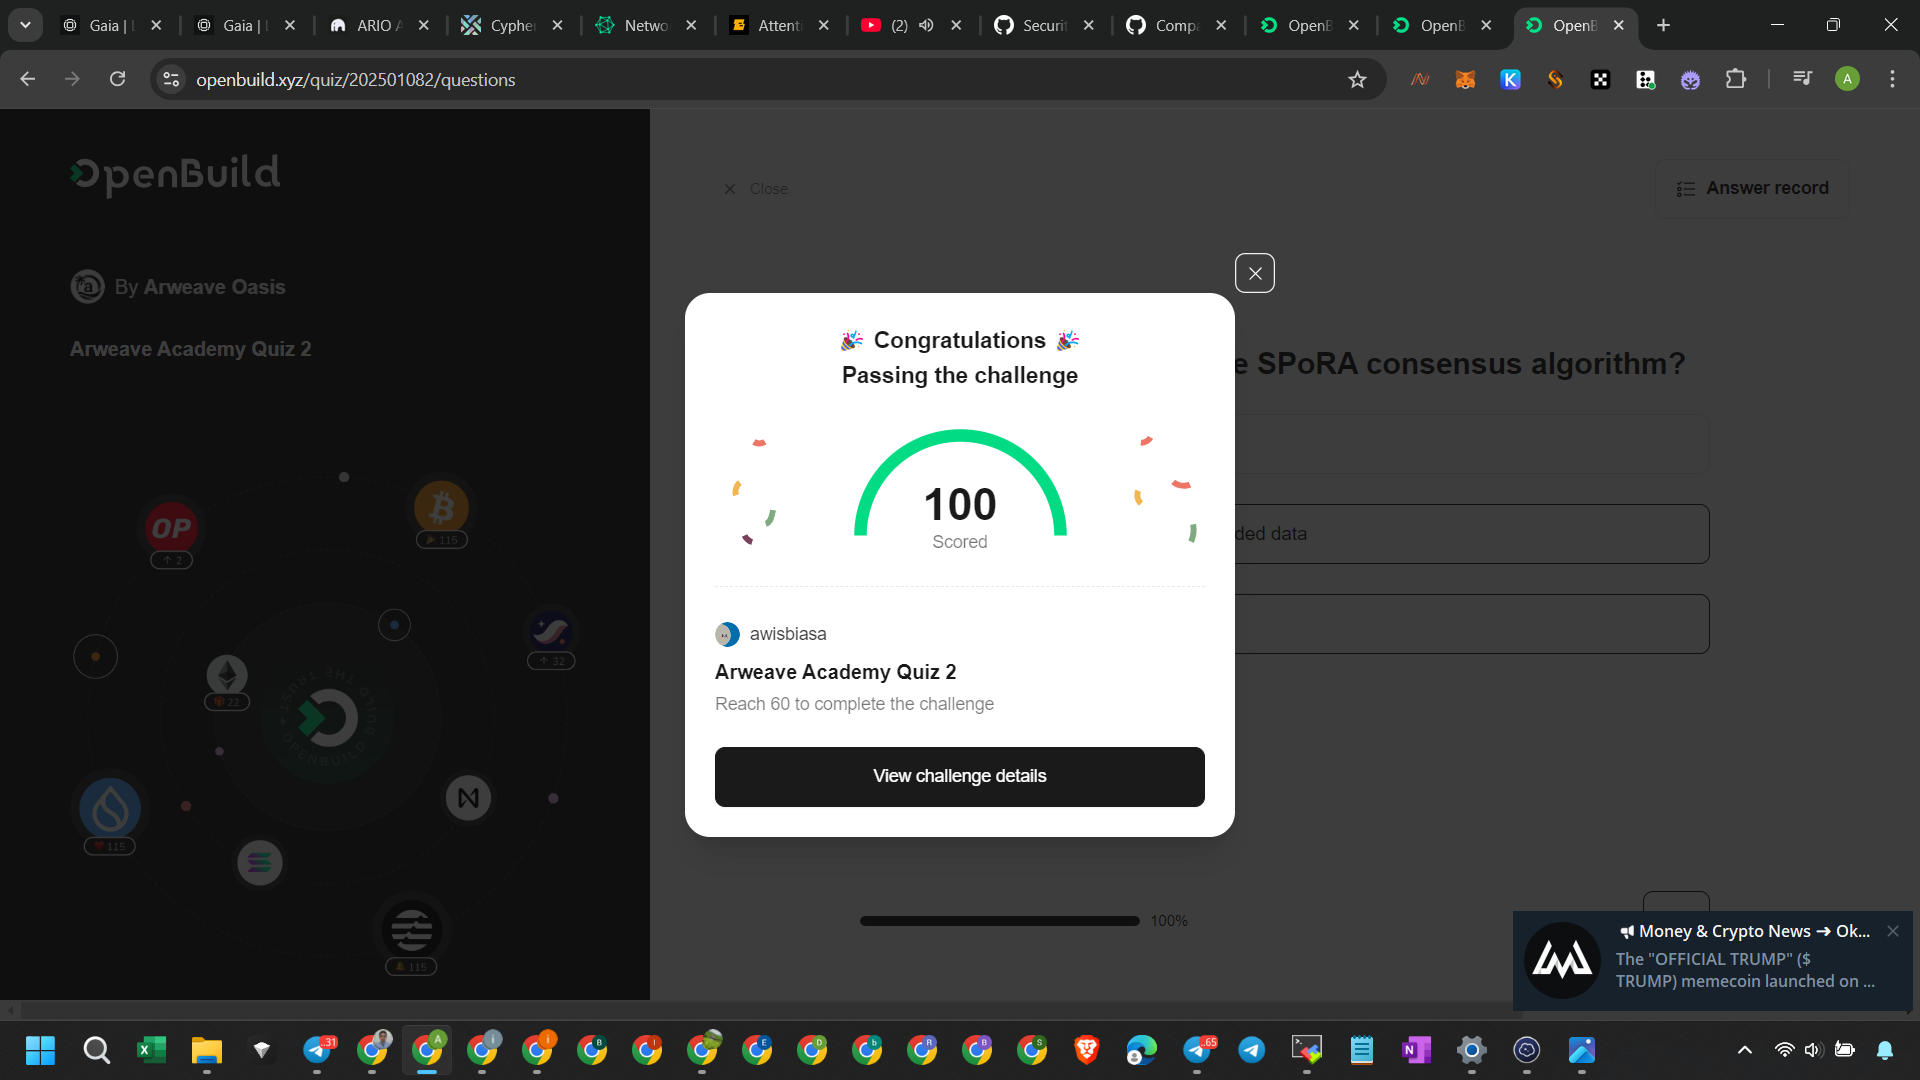 Gaia | L
Gaia | L
ARIO A
Cypher
Netwo
Attenti
(2)
Securit
Compa
OpenB
OpenB
OpenB
openbuild.xyz/quiz/202501082/questions
A
OpenBuild
By Arweave Oasis
Arweave Academy Quiz 2
OP
2
115
32
22
115
115
Close
Answer record
e SPoRA consensus algorithm?
ded data
Congratulations
Passing the challenge
100
Scored
awisbiasa
Arweave Academy Quiz 2
Reach 60 to complete the challenge
View challenge details
100%
Money & Crypto News ➔ Ok...
The "OFFICIAL TRUMP" ($
TRUMP) memecoin launched on ...